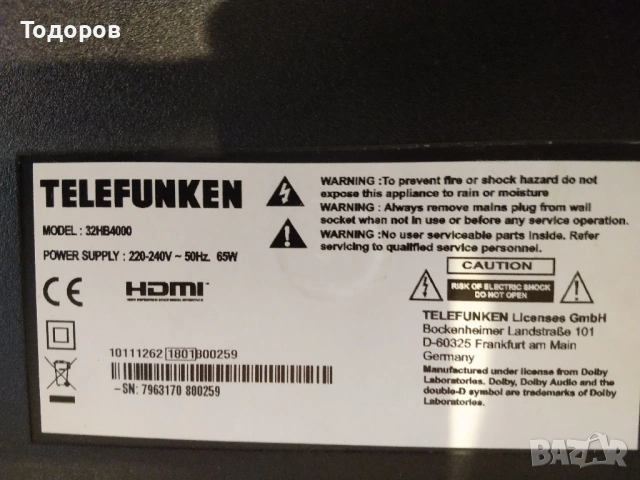 Тодоров
TELEFUNKEN
MODEL : 32HB4000
POWER SUPPLY : 220-240V ~ 50Hz. 65W
HDMI
10111262 1801 800259
-SN: 7963170 800259
WARNING :To prevent fire or shock hazard do not
expose this appliance to rain or moisture
WARNING : Always remove mains plug from wall
socket when not in use or before any service operation.
WARNING :No user serviceable parts Inside. Refer
servicing to qualified service personnel.
CAUTION
RISK OF ELECTRIC SHOCK
DO NOT OPEN
TELEFUNKEN Licenses GmbH
Bockenheimer Landstraße 101
D-60325 Frankfurt am Main
Germany
Manufactured under license from Dolby
Laboratories. Dolby, Dolby Audio and the
double-D symbol are trademarks of Dolby
Laboratories.
BAZAR